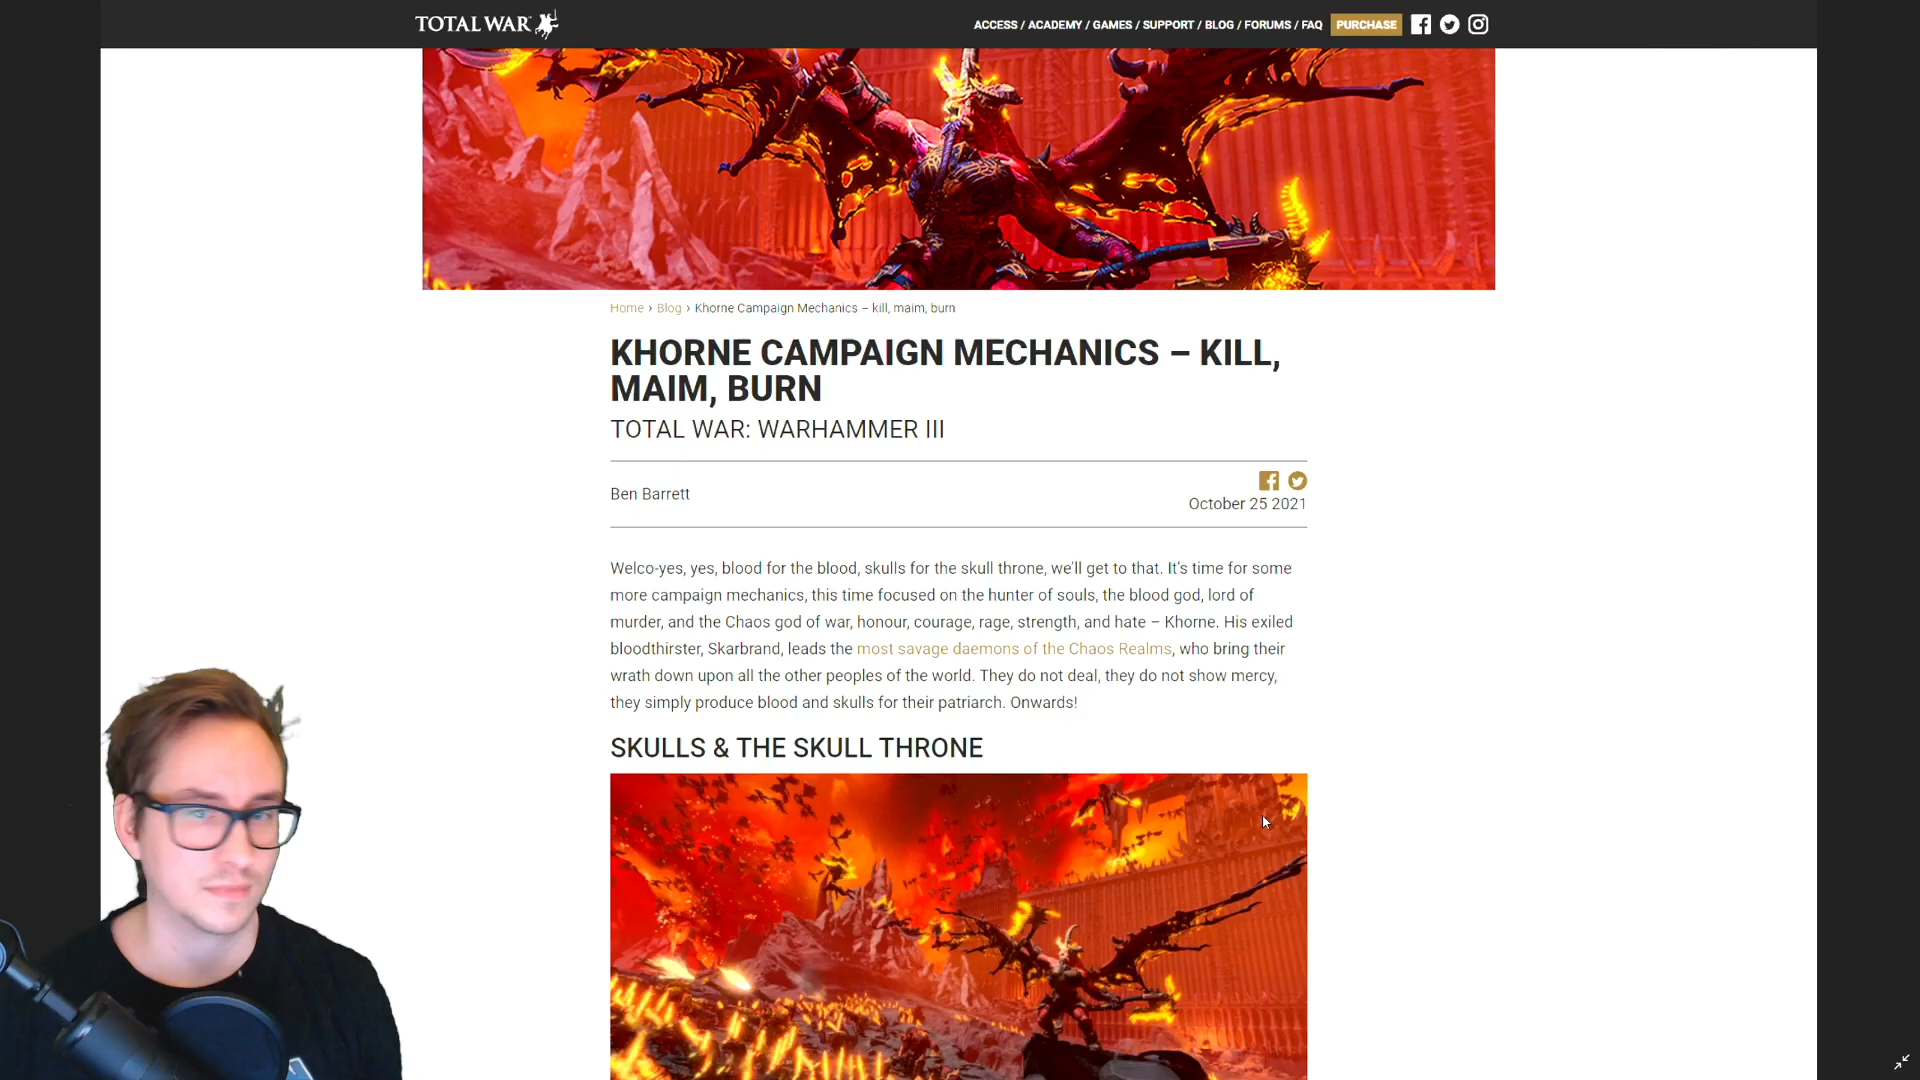 TOTAL WAR
ACCESS / ACADEMY / GAMES / SUPPORT / BLOG / FORUMS / FAQ PURCHASE
Home › Blog › Khorne Campaign Mechanics – kill, maim, burn
KHORNE CAMPAIGN MECHANICS – KILL,
MAIM, BURN
TOTAL WAR: WARHAMMER III
Ben Barrett
October 25 2021
Welco-yes, yes, blood for the blood, skulls for the skull throne, we'll get to that. It's time for some
more campaign mechanics, this time focused on the hunter of souls, the blood god, lord of
murder, and the Chaos god of war, honour, courage, rage, strength, and hate – Khorne. His exiled
bloodthirster, Skarbrand, leads the most savage daemons of the Chaos Realms, who bring their
wrath down upon all the other peoples of the world. They do not deal, they do not show mercy,
they simply produce blood and skulls for their patriarch. Onwards!
SKULLS & THE SKULL THRONE